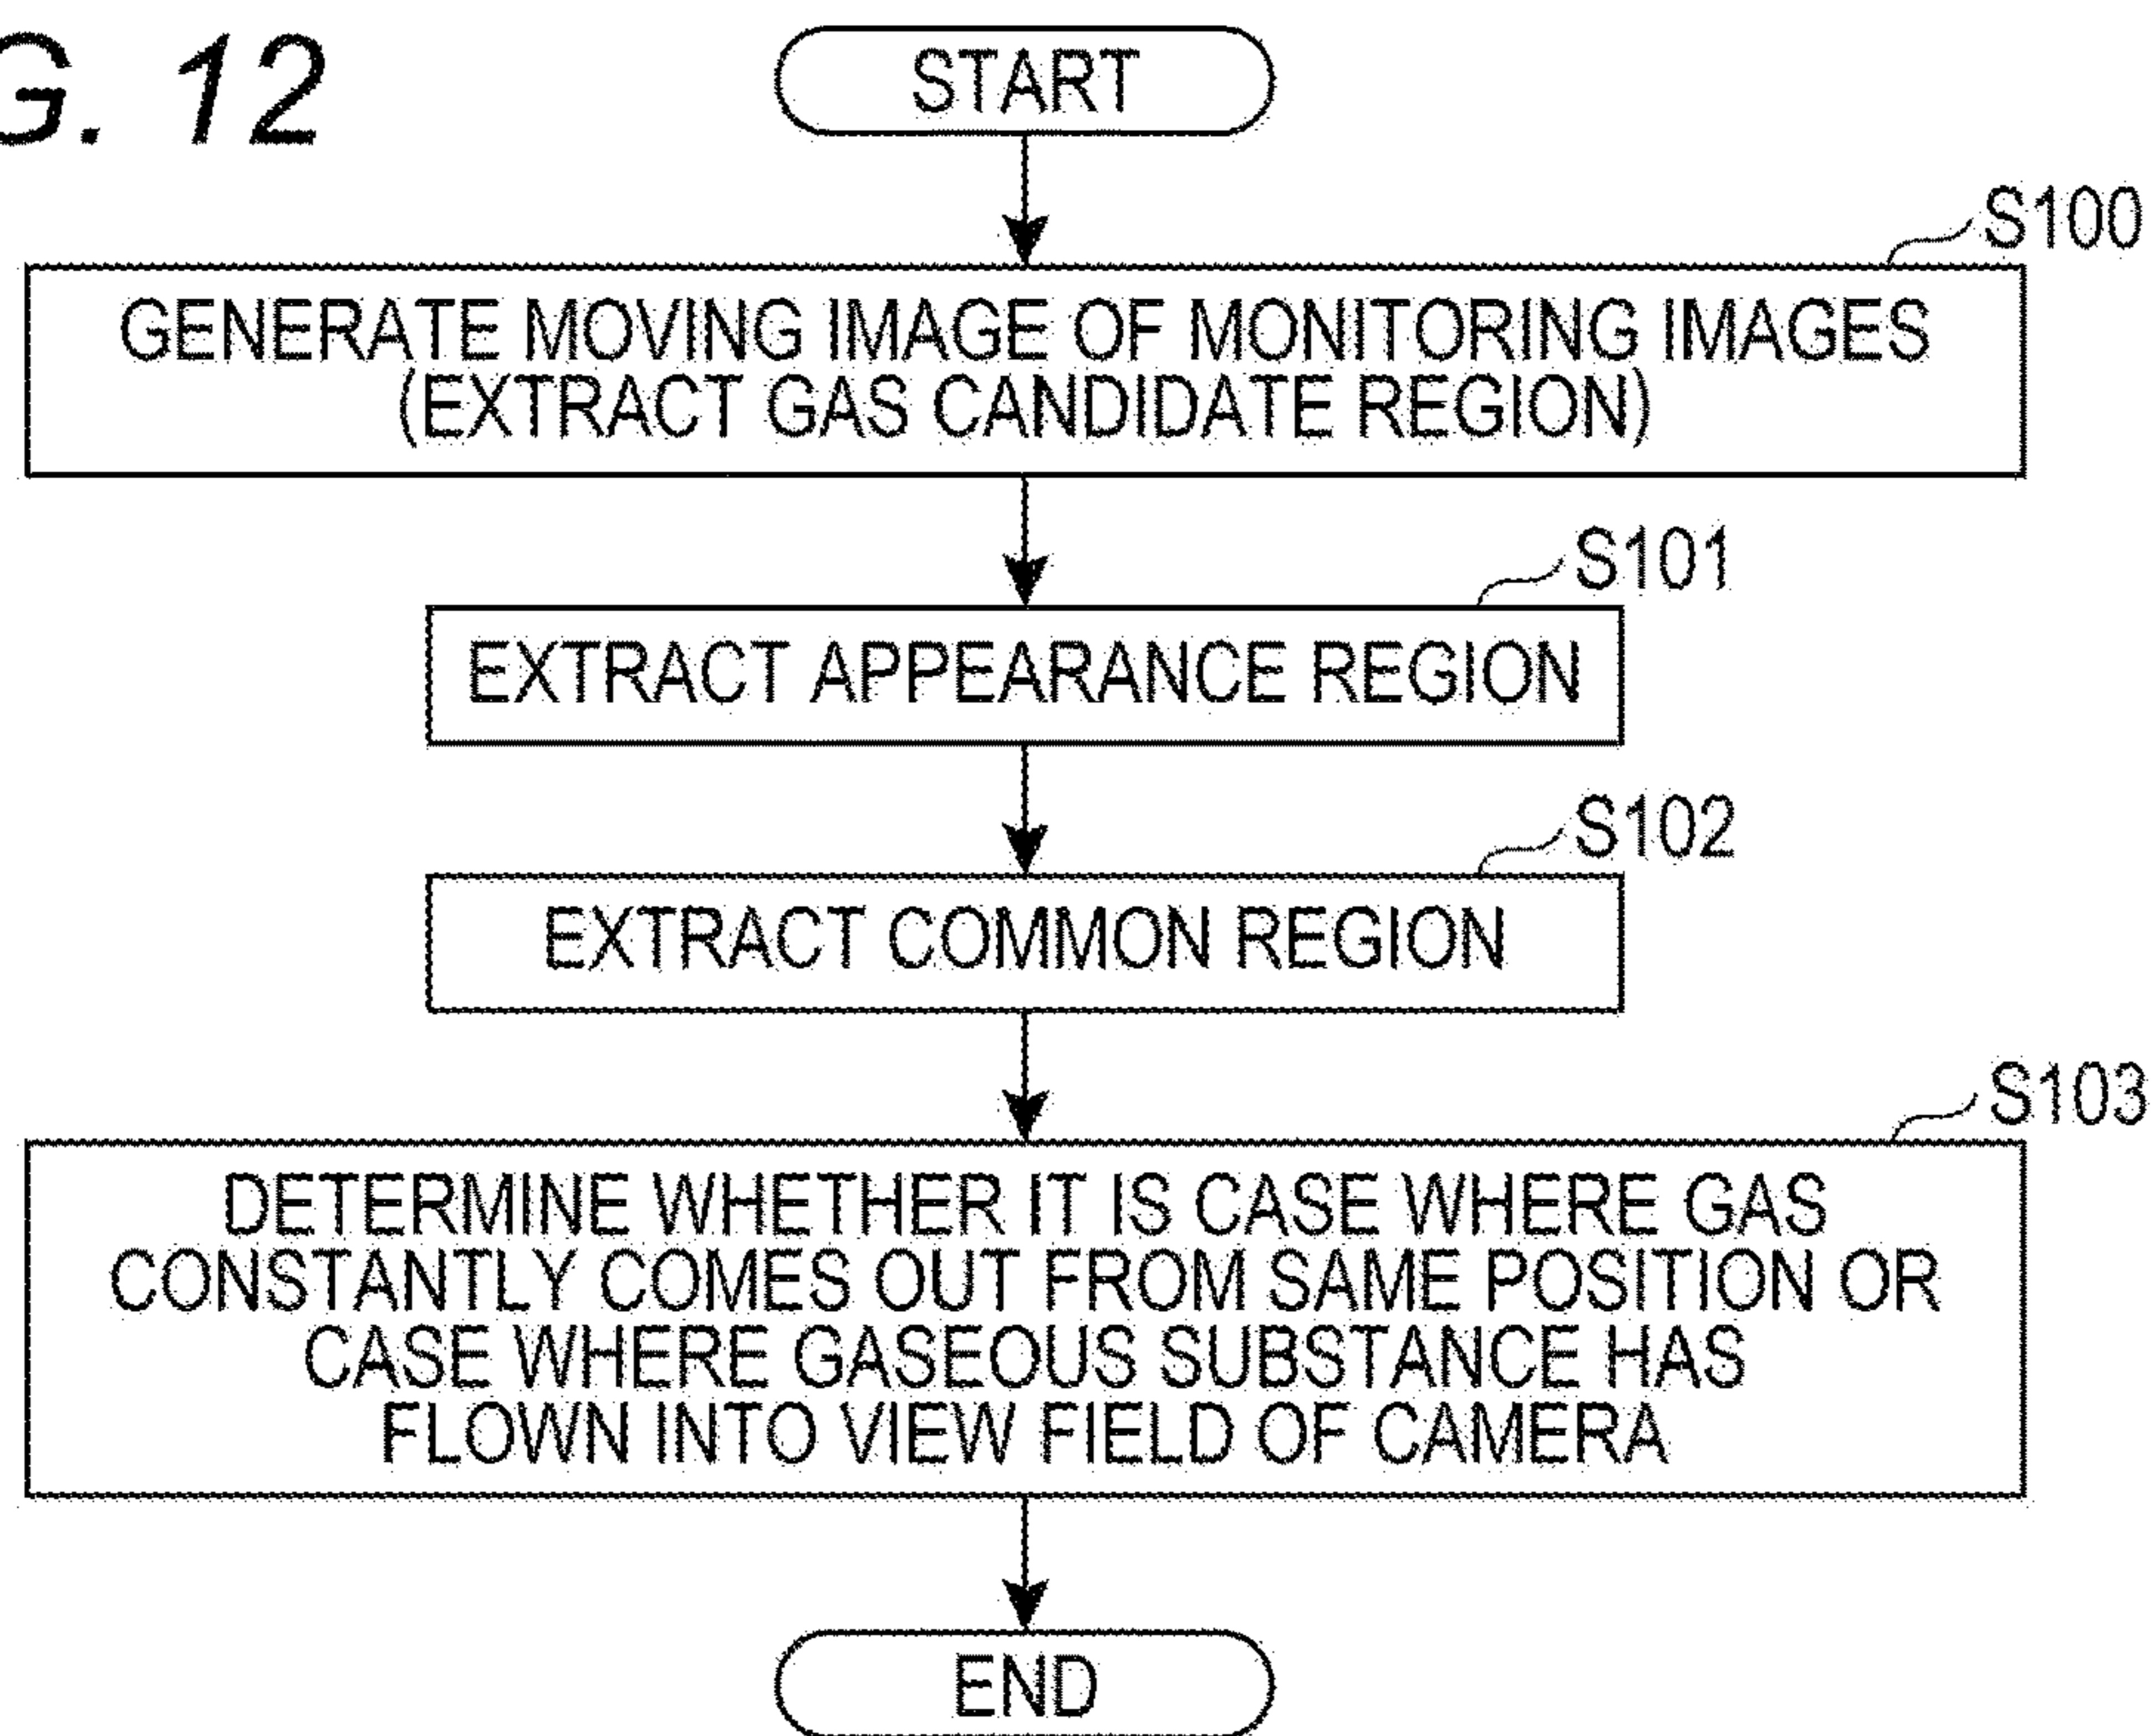 G. 12
START
S100
GENERATE MOVING IMAGE OF MONITORING IMAGES
(EXTRACT GAS CANDIDATE REGION)
S101
EXTRACT APPEARANCE REGION
S102
EXTRACT COMMON REGION
S103
DETERMINE WHETHER IT IS CASE WHERE GAS
CONSTANTLY COMES OUT FROM SAME POSITION OR
CASE WHERE GASEOUS SUBSTANCE HAS
FLOWN INTO VIEW FIELD OF CAMERA
END